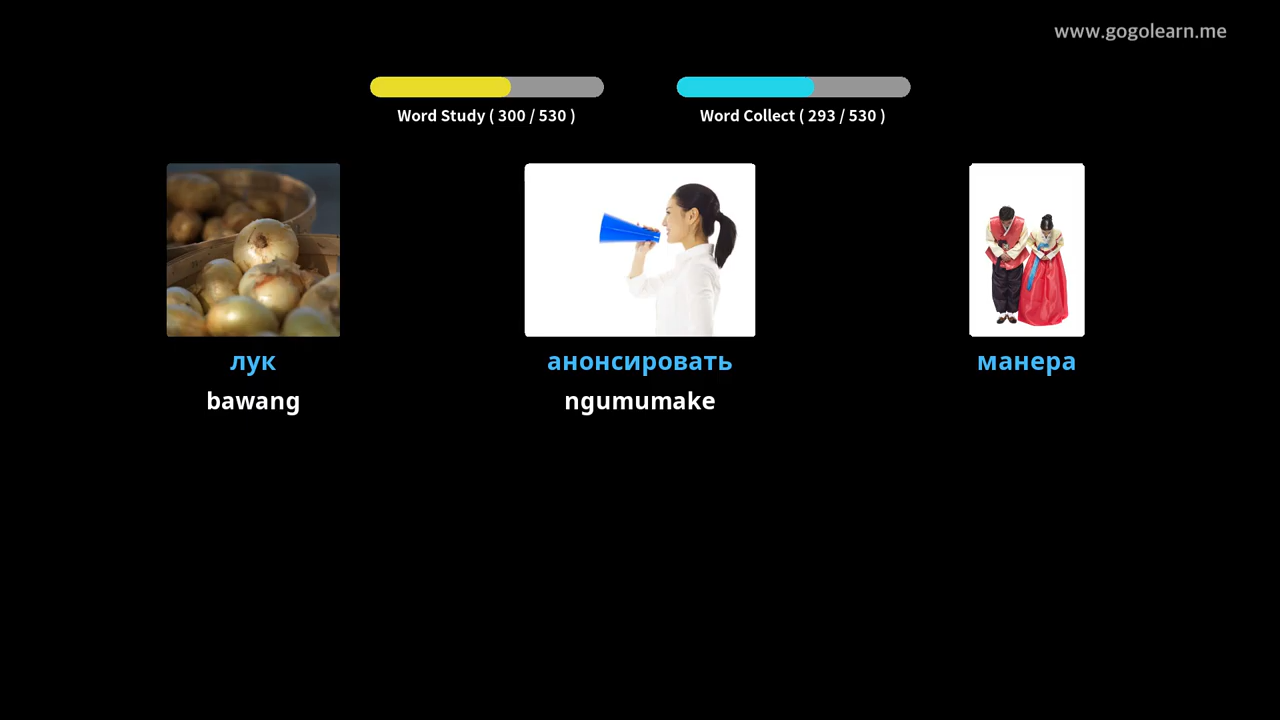 www.gogolearn.me
Word Study ( 300 / 530 )
Word Collect ( 293 / 530 )
лук
анонсировать
манера
bawang
ngumumake